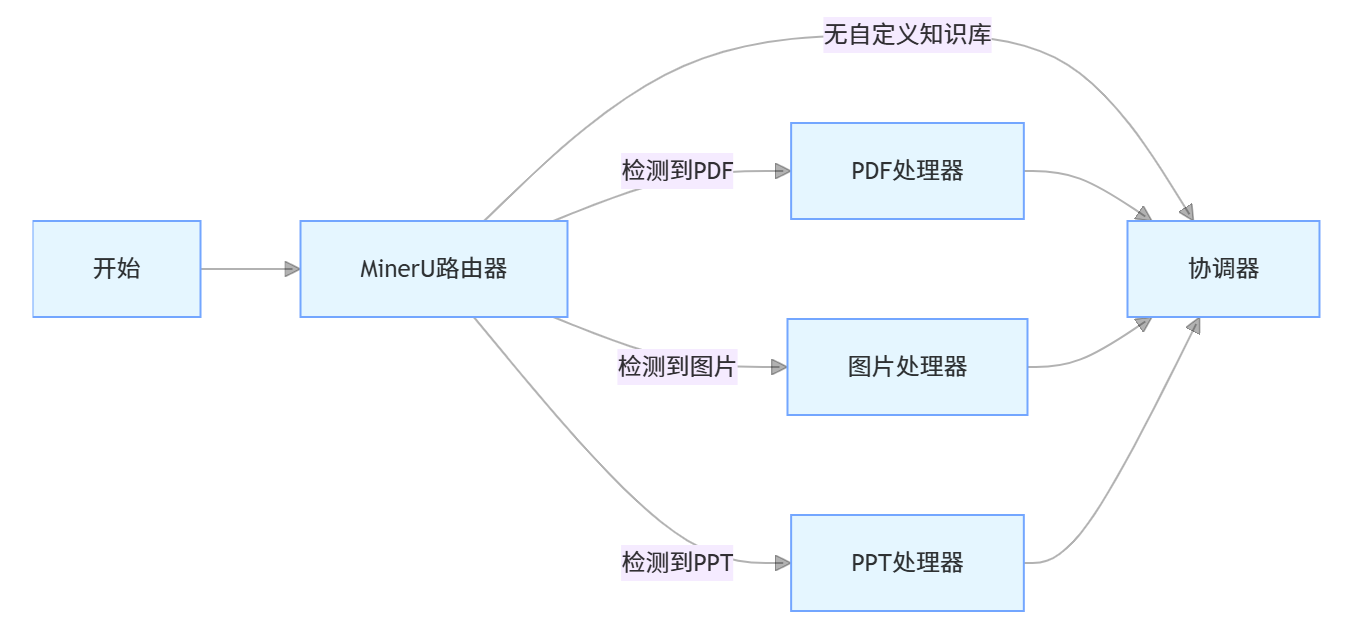 无自定义知识库
检测到PDF
PDF处理器
开始
MinerU路由器
协调器
检测到图片
图片处理器
检测到PPT
PPT处理器